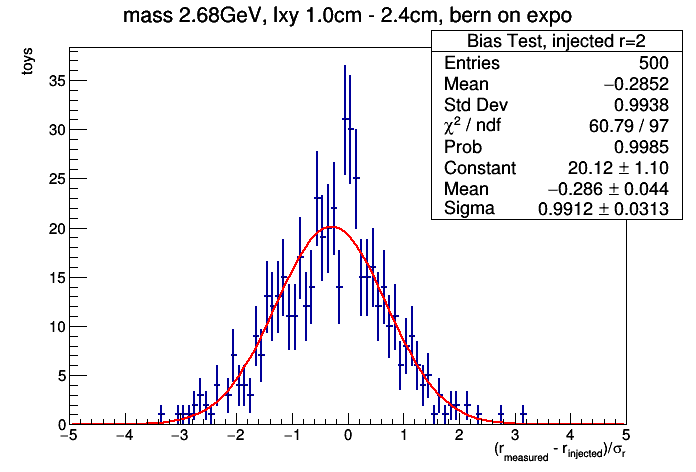 mass 2.68GeV, lxy 1.0cm - 2.4cm, bern on expo
toys
Bias Test, injected r=2
Entries 500
Mean −0.2852
Std Dev 0.9938
χ² / ndf 60.79 / 97
Prob 0.9985
Constant 20.12 ± 1.10
Mean −0.286 ± 0.044
Sigma 0.9912 ± 0.0313
35
30
25
20
15
10
5
0
−5 −4 −3 −2 −1 0 1 2 3 4 5
(r_measured - r_injected)/σ_r